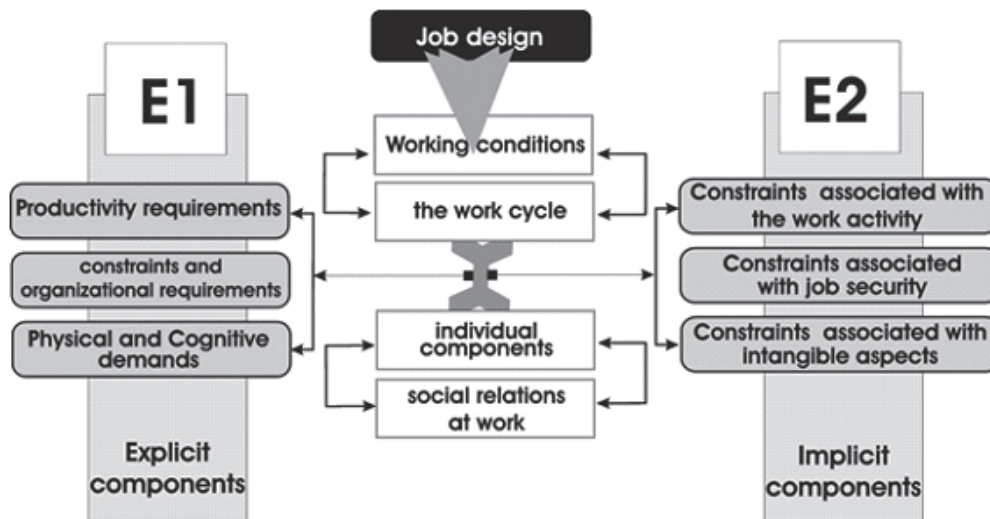 Job design
E1
Productivity requirements
constraints and
organizational requirements
Physical and Cognitive
demands
Explicit
components
Working conditions
the work cycle
individual
components
social relations
at work
E2
Constraints associated with
the work activity
Constraints associated
with job security
Constraints associated with
intangible aspects
Implicit
components